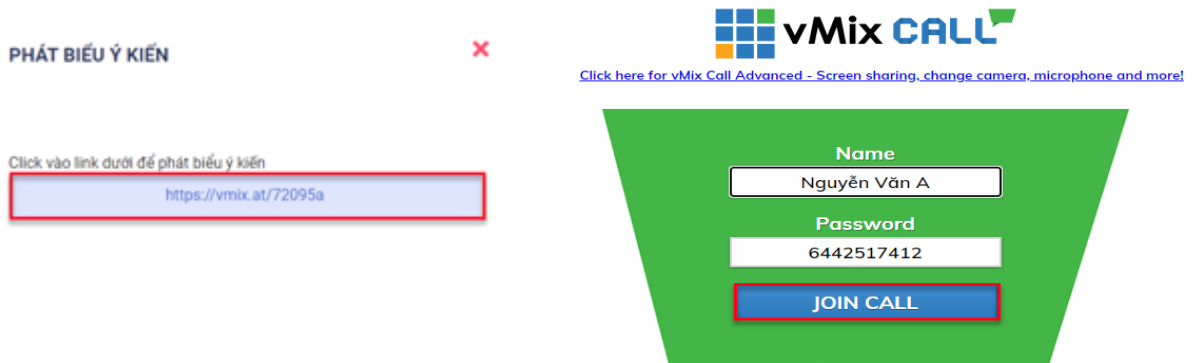 PHÁT BIỂU Ý KIẾN
Click vào link dưới để phát biểu ý kiến
https://vmix.at/72095a
vMix CALL
Click here for vMix Call Advanced - Screen sharing, change camera, microphone and more!
Name
Nguyễn Văn A
Password
6442517412
JOIN CALL